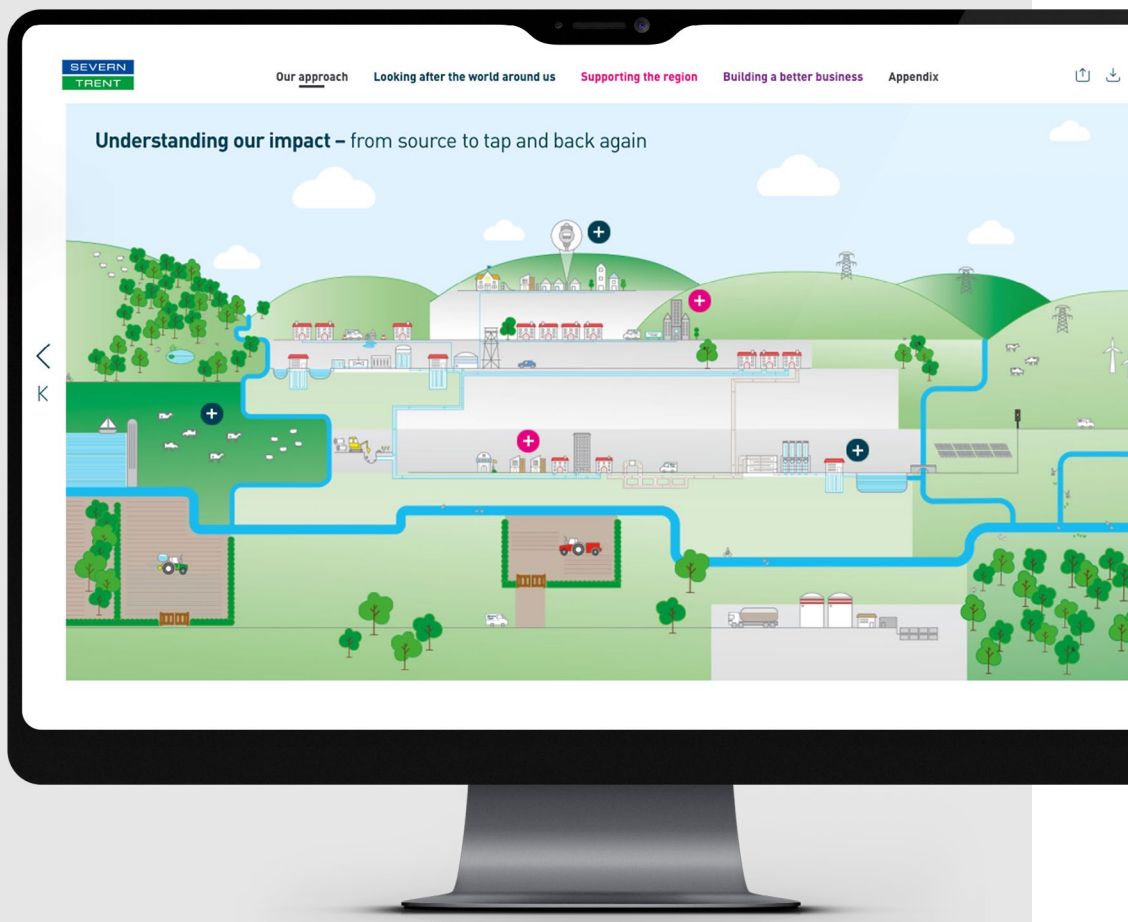 SEVERN
TRENT
Our approach
Looking after the world around us
Supporting the region
Building a better business
Appendix
Understanding our impact – from source to tap and back again